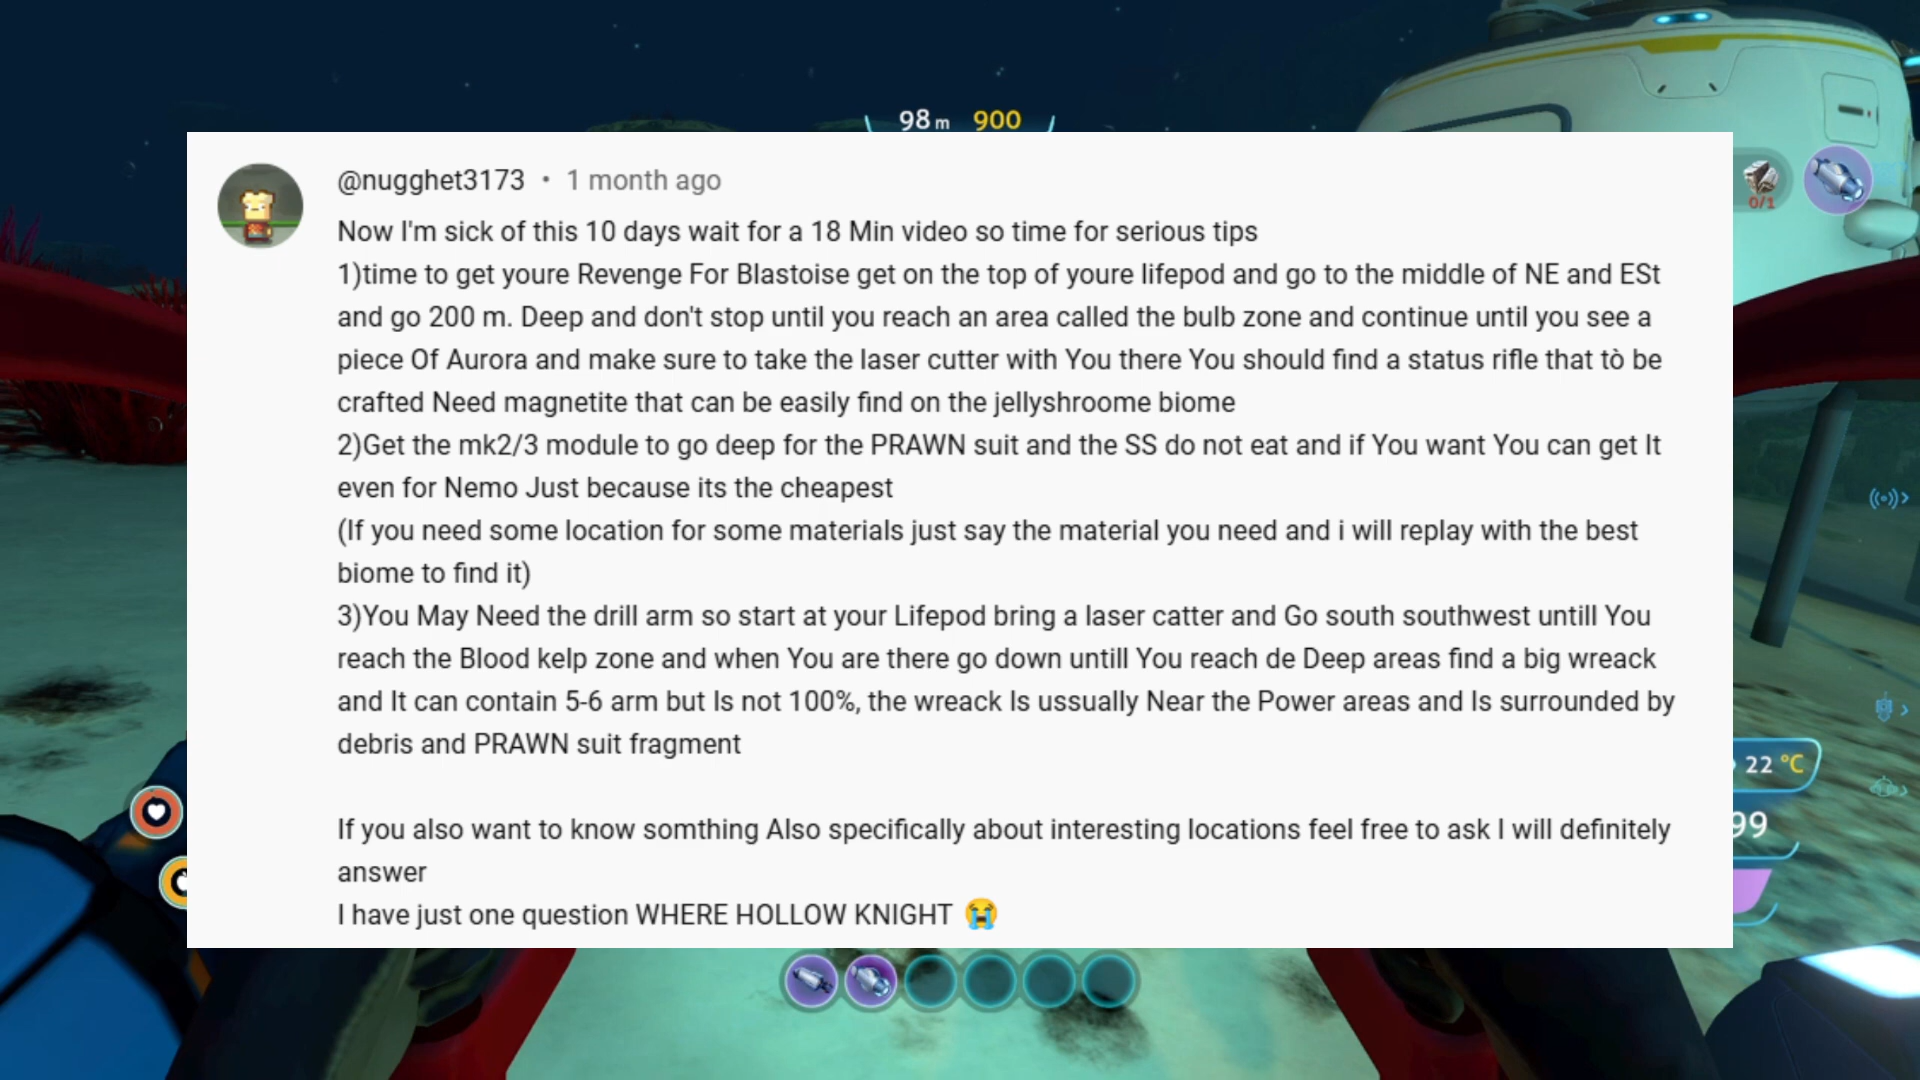 98 m 900
@nugghet3173 • 1 month ago
0/1
Now I'm sick of this 10 days wait for a 18 Min video so time for serious tips
1)time to get youre Revenge For Blastoise get on the top of youre lifepod and go to the middle of NE and ESt
and go 200 m. Deep and don't stop until you reach an area called the bulb zone and continue until you see a
piece Of Aurora and make sure to take the laser cutter with You there You should find a status rifle that tò be
crafted Need magnetite that can be easily find on the jellyshroome biome
2)Get the mk2/3 module to go deep for the PRAWN suit and the SS do not eat and if You want You can get It
even for Nemo Just because its the cheapest
(If you need some location for some materials just say the material you need and i will replay with the best
biome to find it)
3)You May Need the drill arm so start at your Lifepod bring a laser catter and Go south southwest untill You
reach the Blood kelp zone and when You are there go down untill You reach de Deep areas find a big wreack
and It can contain 5-6 arm but Is not 100%, the wreack Is ussually Near the Power areas and Is surrounded by
debris and PRAWN suit fragment
22 °C
99
If you also want to know somthing Also specifically about interesting locations feel free to ask I will definitely
answer
I have just one question WHERE HOLLOW KNIGHT 😭